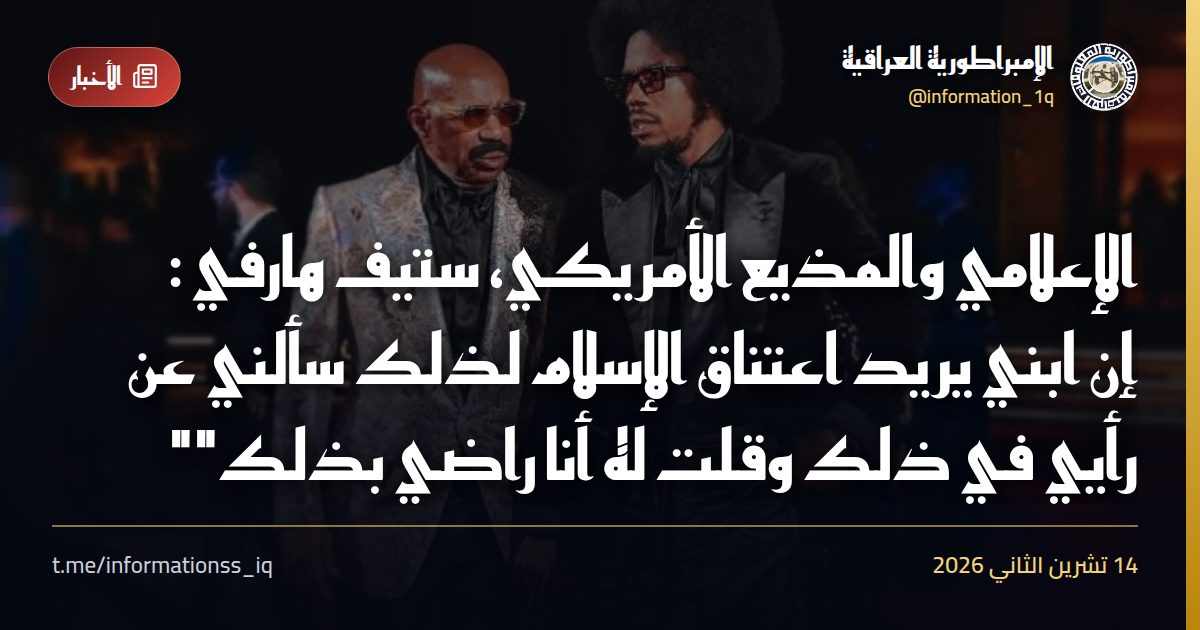 الإمبراطورية العراقية
@information_1q
الأخبار
الإعلامي والمذيع الأمريكي، ستيف هارفي :
إن ابني يريد اعتناق الإسلام لذلك سألني عن
رأيي في ذلك وقلت له أنا راضي بذلك""
14 تشرين الثاني 2026
t.me/informationss_iq